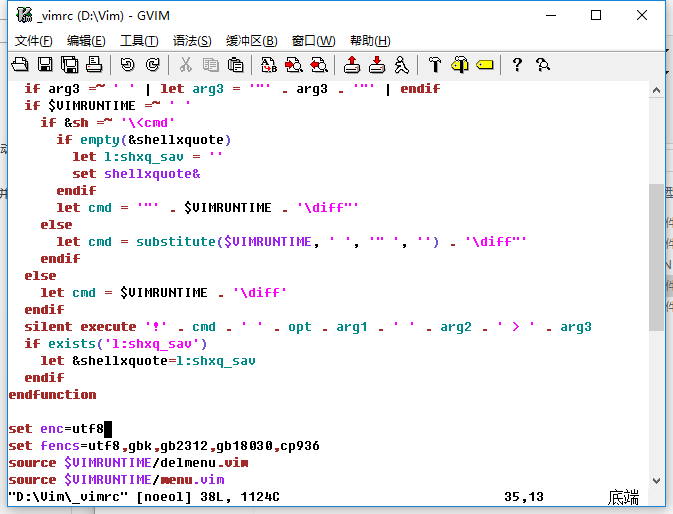 _vimrc (D:\Vim) - GVIM
文件(F) 编辑(E) 工具(T) 语法(S) 缓冲区(B) 窗口(W) 帮助(H)
if arg3 =~ ' ' | let arg3 = '"' . arg3 . '"' | endif
if $VIMRUNTIME =~ ' '
if &sh =~ '\<cmd'
if empty(&shellxquote)
let l:shxq_sav = ''
set shellxquote&
endif
let cmd = '"' . $VIMRUNTIME . '\diff"'
else
let cmd = substitute($VIMRUNTIME, ' ', '" ', '') . '\diff"'
endif
else
let cmd = $VIMRUNTIME . '\diff'
endif
silent execute '!' . cmd . ' ' . opt . arg1 . ' ' . arg2 . ' > ' . arg3
if exists('l:shxq_sav')
let &shellxquote=l:shxq_sav
endif
endfunction
set enc=utf8
set fencs=utf8,gbk,gb2312,gb18030,cp936
source $VIMRUNTIME/delmenu.vim
source $VIMRUNTIME/menu.vim
"D:\Vim\_vimrc" [noeol] 38L, 1124C 35,13 底端